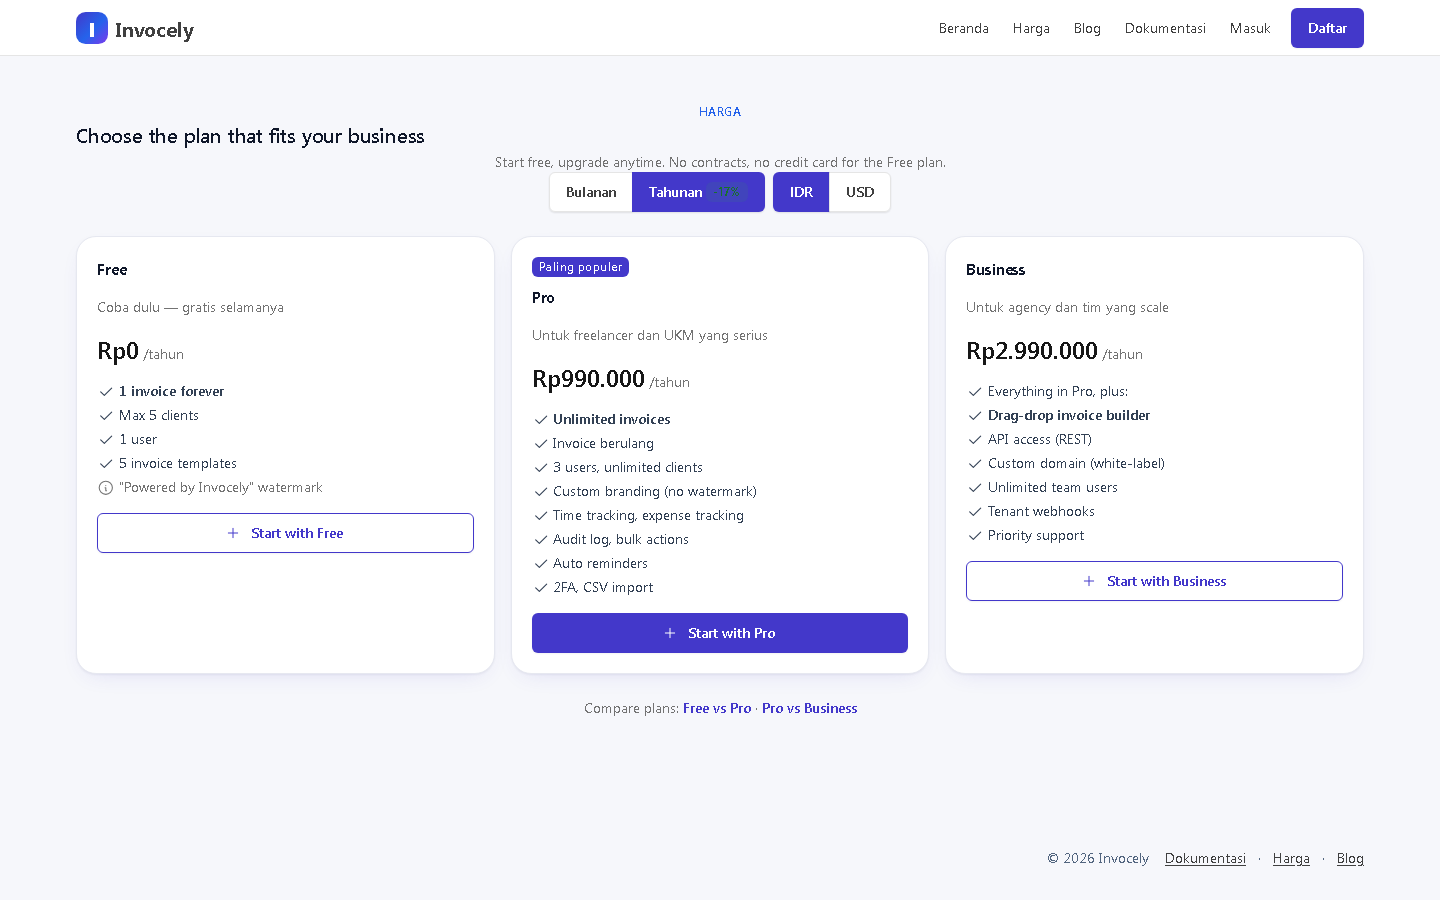 I Invocely
Beranda Harga Blog Dokumentasi Masuk Daftar
HARGA
Choose the plan that fits your business
Start free, upgrade anytime. No contracts, no credit card for the Free plan.
Bulanan Tahunan IDR USD
Free
Coba dulu — gratis selamanya
Rp0 /tahun
1 invoice forever
Max 5 clients
1 user
5 invoice templates
"Powered by Invocely" watermark
Start with Free
Paling populer
Pro
Untuk freelancer dan UKM yang serius
Rp990.000 /tahun
Unlimited invoices
Invoice berulang
3 users, unlimited clients
Custom branding (no watermark)
Time tracking, expense tracking
Audit log, bulk actions
Auto reminders
2FA, CSV import
Start with Pro
Business
Untuk agency dan tim yang scale
Rp2.990.000 /tahun
Everything in Pro, plus:
Drag-drop invoice builder
API access (REST)
Custom domain (white-label)
Unlimited team users
Tenant webhooks
Priority support
Start with Business
Compare plans: Free vs Pro · Pro vs Business
© 2026 Invocely Dokumentasi · Harga · Blog